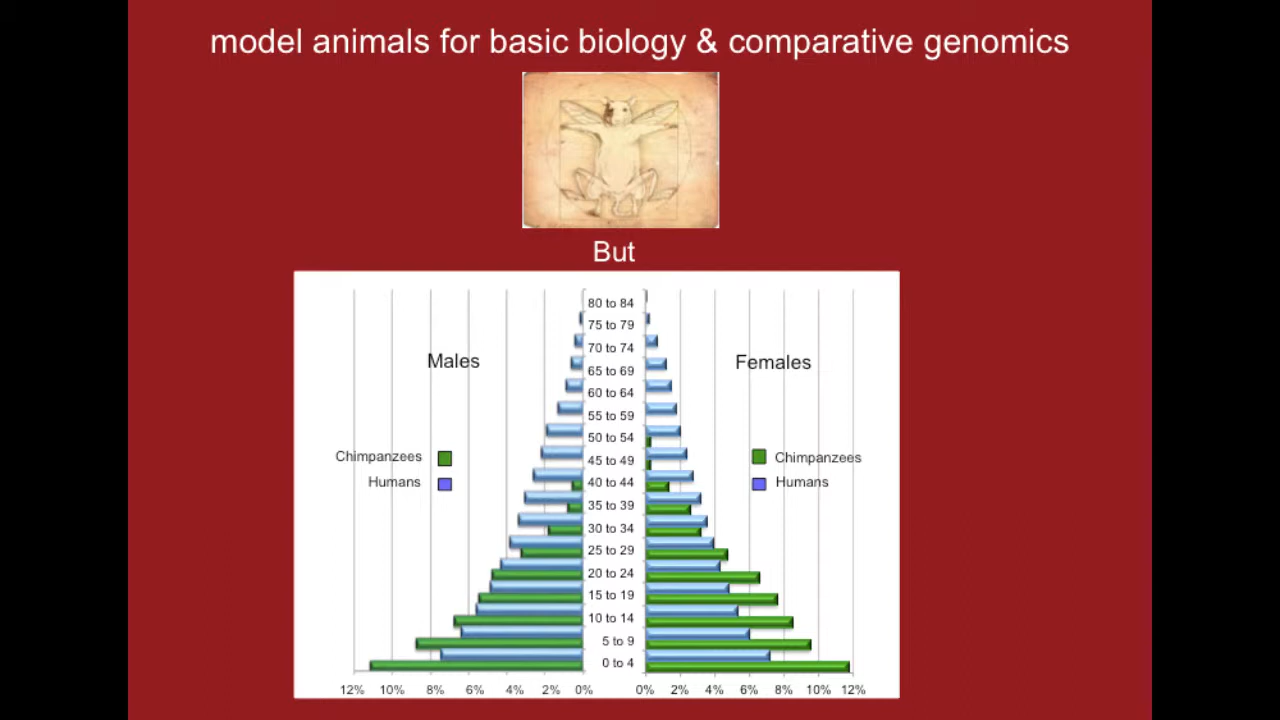 model animals for basic biology & comparative genomics
But
80 to 84
75 to 79
70 to 74
Males
Females
65 to 69
60 to 64
55 to 59
50 to 54
Chimpanzees
Chimpanzees
45 to 49
Humans
40 to 44
Humans
35 to 39
30 to 34
25 to 29
20 to 24
15 to 19
10 to 14
5 to 9
0 to 4
12% 10% 8% 6% 4% 2% 0%
0% 2% 4% 6% 8% 10% 12%